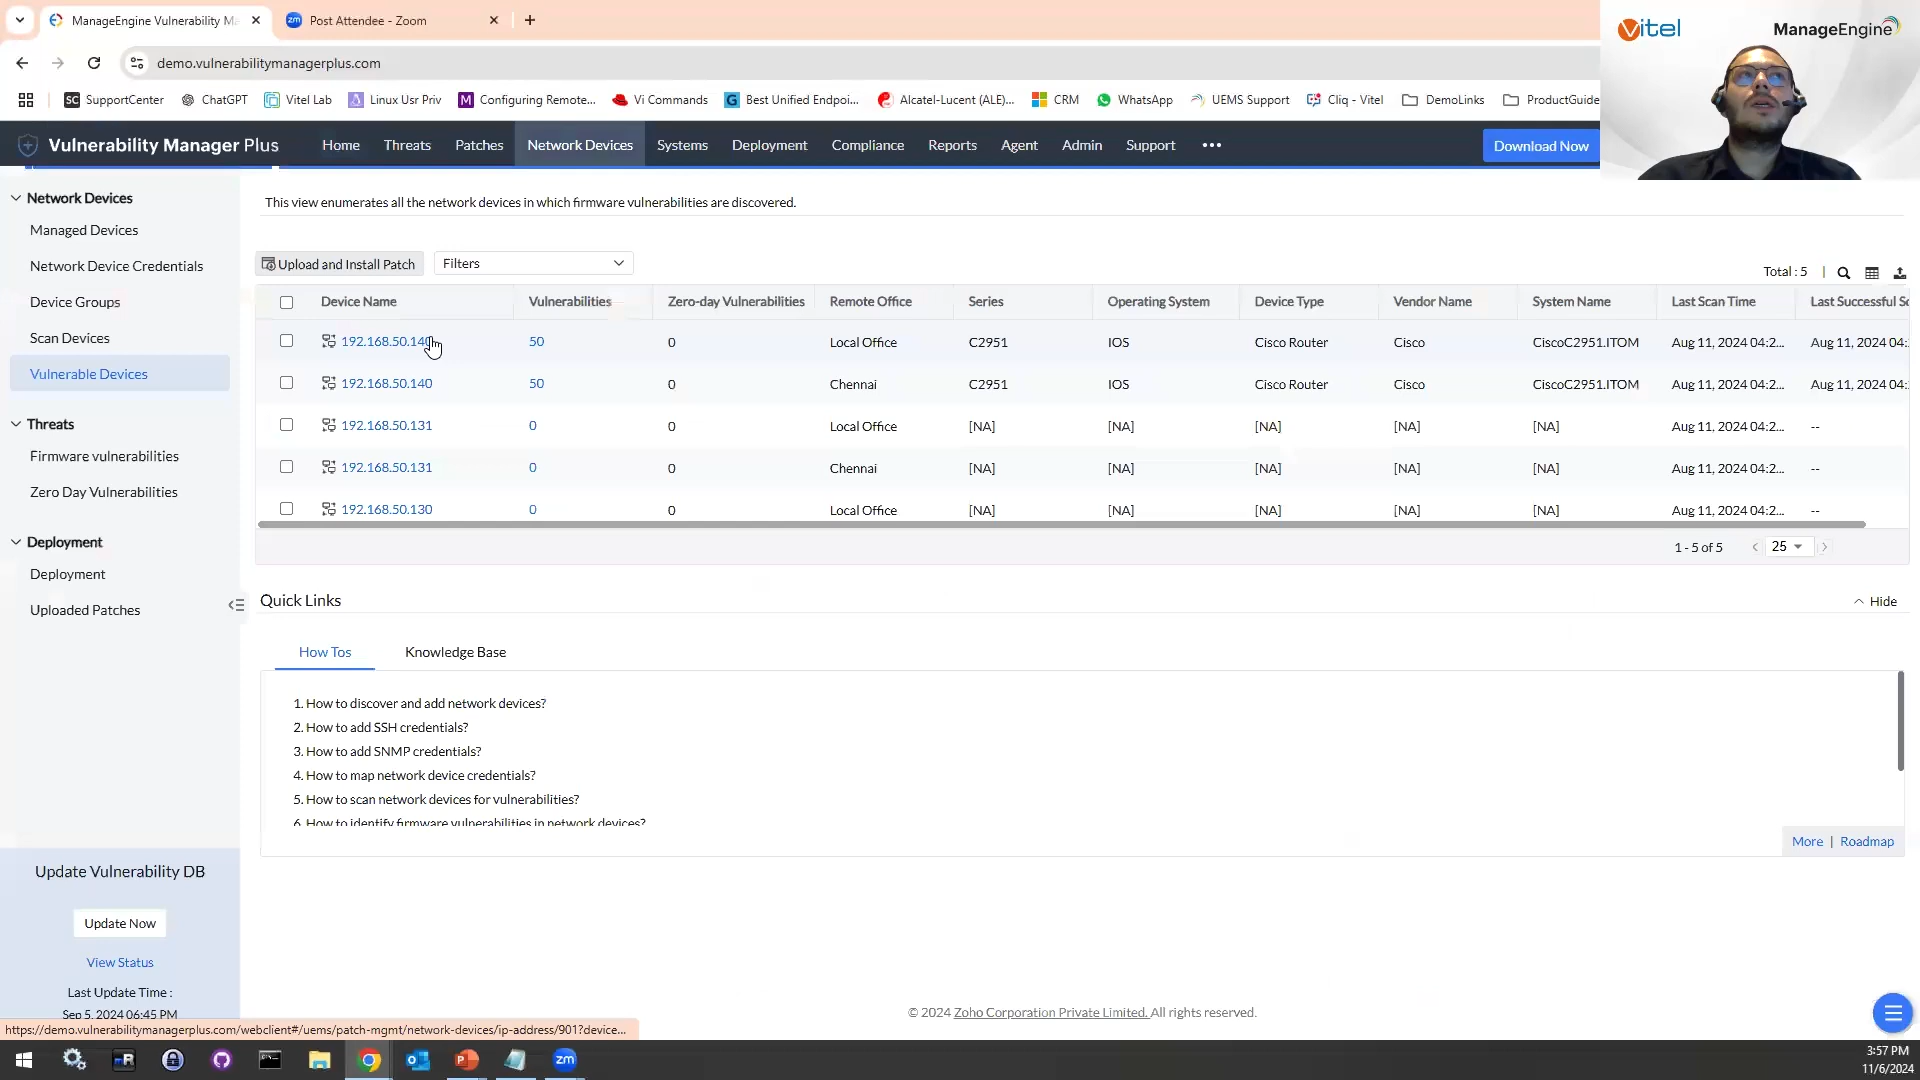 ManageEngine Vulnerability Ma
Post Attendee - Zoom
demo.vulnerabilitymanagerplus.com
SupportCenter
ChatGPT
Vitel Lab
Linux Usr Priv
Configuring Remote...
Vi Commands
Best Unified Endpoi...
Alcatel-Lucent (ALE)...
CRM
WhatsApp
UEMS Support
Cliq - Vitel
DemoLinks
ProductGuide
Vitel
ManageEngine
Vulnerability Manager Plus
Home
Threats
Patches
Network Devices
Systems
Deployment
Compliance
Reports
Agent
Admin
Support
Download Now
Network Devices
Managed Devices
Network Device Credentials
Device Groups
Scan Devices
Vulnerable Devices
Threats
Firmware vulnerabilities
Zero Day Vulnerabilities
Deployment
Deployment
Uploaded Patches
Update Vulnerability DB
Update Now
View Status
Last Update Time :
Sep 5, 2024 06:45 PM
This view enumerates all the network devices in which firmware vulnerabilities are discovered.
Upload and Install Patch
Filters
Total : 5
Device Name Vulnerabilities Zero-day Vulnerabilities Remote Office Series Operating System Device Type Vendor Name System Name Last Scan Time Last Successful Sc
192.168.50.140 50 0 Local Office C2951 IOS Cisco Router Cisco CiscoC2951.ITOM Aug 11, 2024 04:2... Aug 11, 2024 04:
192.168.50.140 50 0 Chennai C2951 IOS Cisco Router Cisco CiscoC2951.ITOM Aug 11, 2024 04:2... Aug 11, 2024 04:
192.168.50.131 0 0 Local Office [NA] [NA] [NA] [NA] [NA] Aug 11, 2024 04:2... --
192.168.50.131 0 0 Chennai [NA] [NA] [NA] [NA] [NA] Aug 11, 2024 04:2... --
192.168.50.130 0 0 Local Office [NA] [NA] [NA] [NA] [NA] Aug 11, 2024 04:2... --
1 - 5 of 5
25
Quick Links
Hide
How Tos
Knowledge Base
1. How to discover and add network devices?
2. How to add SSH credentials?
3. How to add SNMP credentials?
4. How to map network device credentials?
5. How to scan network devices for vulnerabilities?
6. How to identify firmware vulnerabilities in network devices?
More | Roadmap
© 2024 Zoho Corporation Private Limited. All rights reserved.
https://demo.vulnerabilitymanagerplus.com/webclient#/uems/patch-mgmt/network-devices/ip-address/901?device...
3:57 PM
11/6/2024